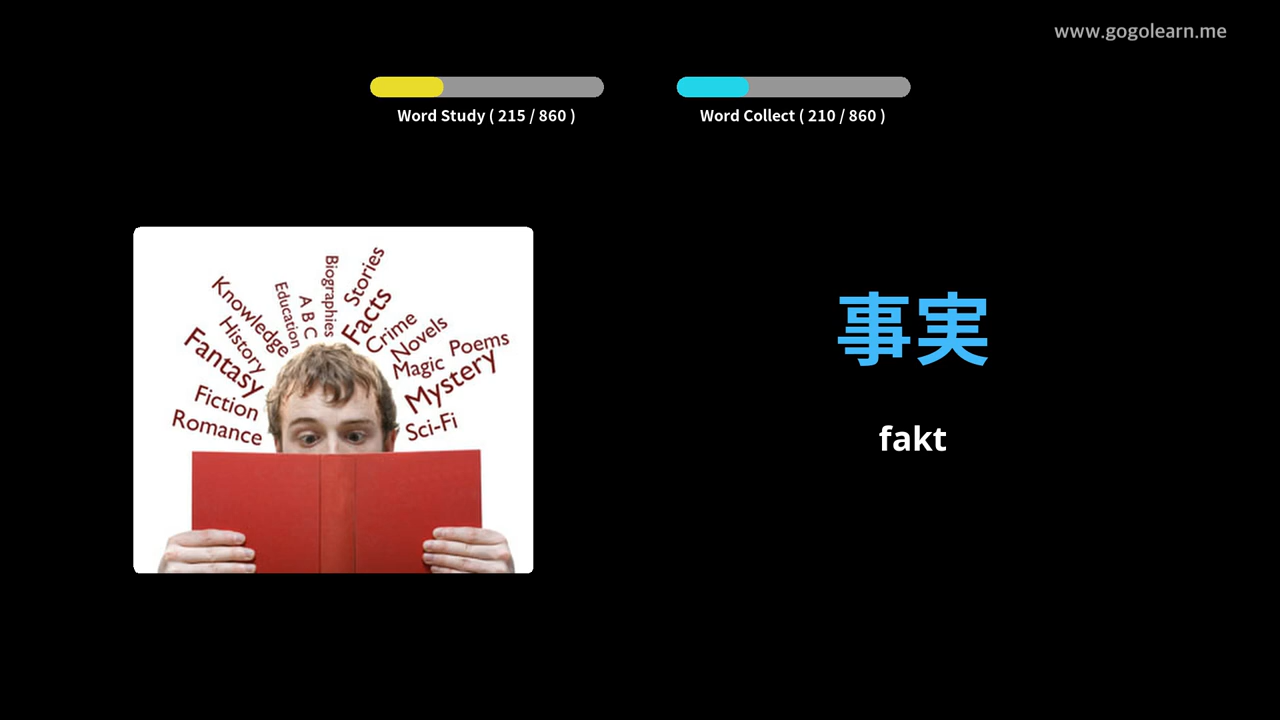 www.gogolearn.me
Word Study ( 215 / 860 )
Word Collect ( 210 / 860 )
Knowledge
Education
A B C
Biographies
Stories
Facts
History
Crime
Novels
Fantasy
Magic
Poems
Mystery
Fiction
Romance
Sci-Fi
事実
fakt